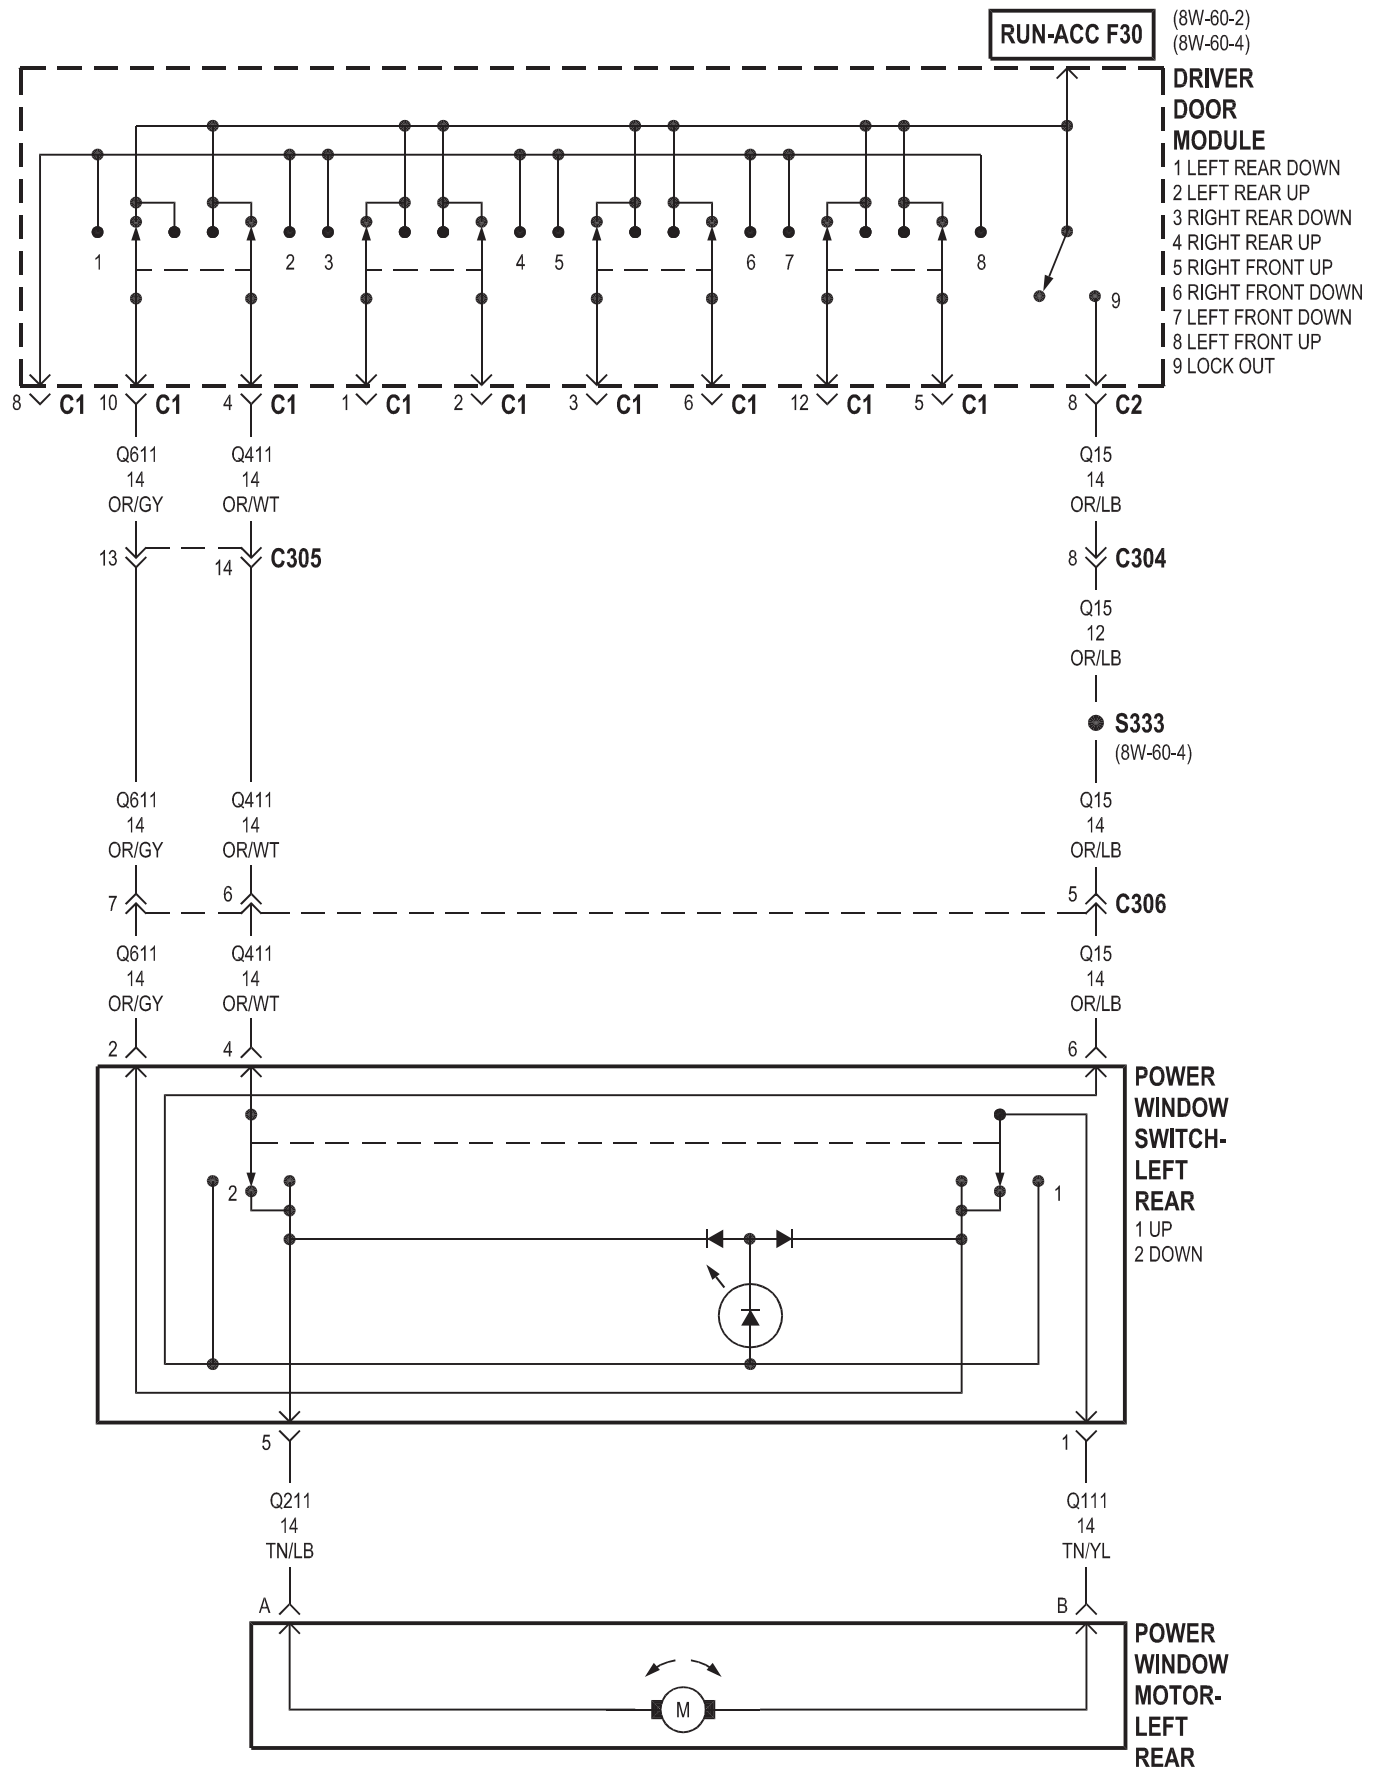 RUN-ACC F30
(8W-60-2)
(8W-60-4)
DRIVER
DOOR
MODULE
1 LEFT REAR DOWN
2 LEFT REAR UP
3 RIGHT REAR DOWN
4 RIGHT REAR UP
5 RIGHT FRONT UP
6 RIGHT FRONT DOWN
7 LEFT FRONT DOWN
8 LEFT FRONT UP
9 LOCK OUT
1 2 3 4 5 6 7 8
9
8 C1 10 C1 4 C1 1 C1 2 C1 3 C1 6 C1 12 C1 5 C1 8 C2
Q611 Q411 Q15
14 14 14
OR/GY OR/WT OR/LB
13 14 C305 8 C304
Q15
12
OR/LB
S333
(8W-60-4)
Q611 Q411 Q15
14 14 14
OR/GY OR/WT OR/LB
7 6 5 C306
Q611 Q411 Q15
14 14 14
OR/GY OR/WT OR/LB
2 4 6
POWER
WINDOW
SWITCH-
LEFT
REAR
1 UP
2 DOWN
2 1
5 1
Q211 Q111
14 14
TN/LB TN/YL
A B
POWER
WINDOW
MOTOR-
LEFT
REAR
M